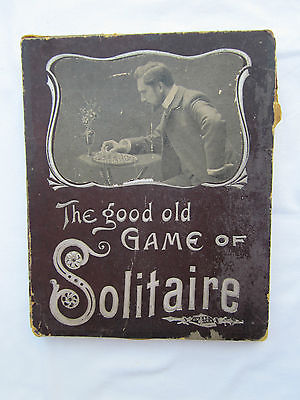 The good old
GAME OF
Solitaire